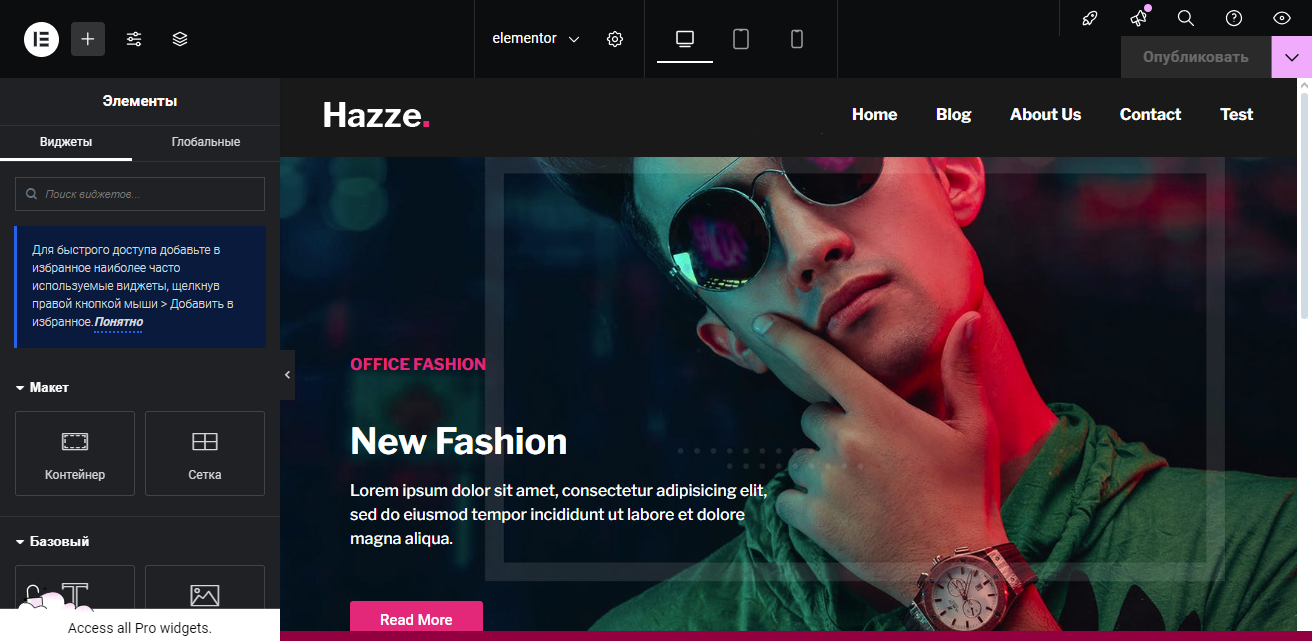 elementor
Опубликовать
Элементы
Виджеты
Глобальные
Поиск виджетов...
Для быстрого доступа добавьте в
избранное наиболее часто
используемые виджеты, щелкнув
правой кнопкой мыши > Добавить в
избранное.Понятно
Макет
Контейнер
Сетка
Базовый
Access all Pro widgets.
Hazze.
Home
Blog
About Us
Contact
Test
OFFICE FASHION
New Fashion
Lorem ipsum dolor sit amet, consectetur adipisicing elit,
sed do eiusmod tempor incididunt ut labore et dolore
magna aliqua.
Read More